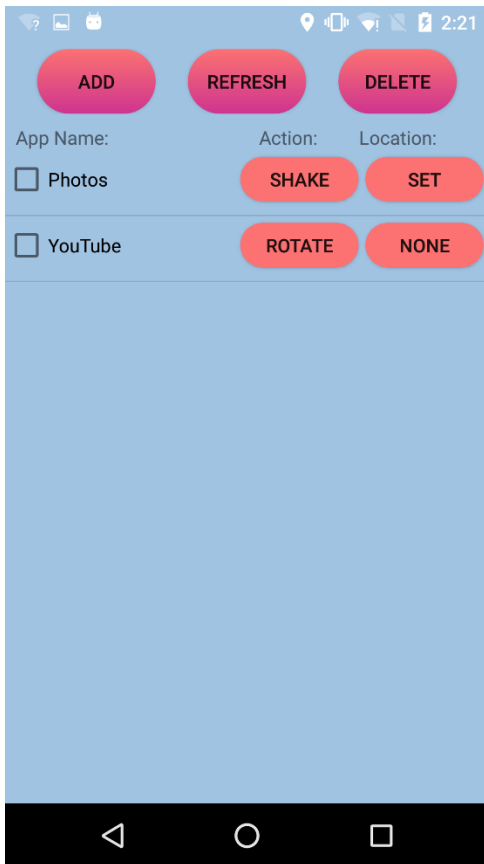 2:21
ADD REFRESH DELETE
App Name: Action: Location:
Photos SHAKE SET
YouTube ROTATE NONE